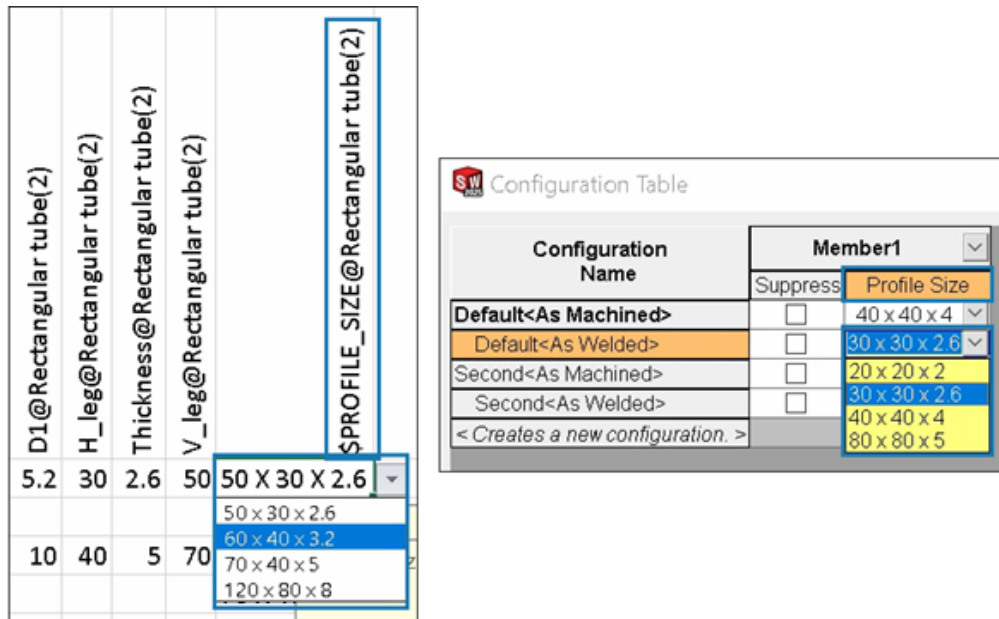 D1@Rectangular tube(2)
H_leg@Rectangular tube(2)
Thickness@Rectangular tube(2)
V_leg@Rectangular tube(2)
$PROFILE_SIZE@Rectangular tube(2)
5.2 30 2.6 50 50 X 30 X 2.6
50 x 30 x 2.6
60 x 40 x 3.2
10 40 5 70
70 x 40 x 5
120 x 80 x 8
SW
Configuration Table
Configuration
Name
Member1
Suppress Profile Size
Default<As Machined> 40 x 40 x 4
Default<As Welded> 30 x 30 x 2.6
Second<As Machined> 20 x 20 x 2
30 x 30 x 2.6
Second<As Welded> 40 x 40 x 4
< Creates a new configuration. > 80 x 80 x 5